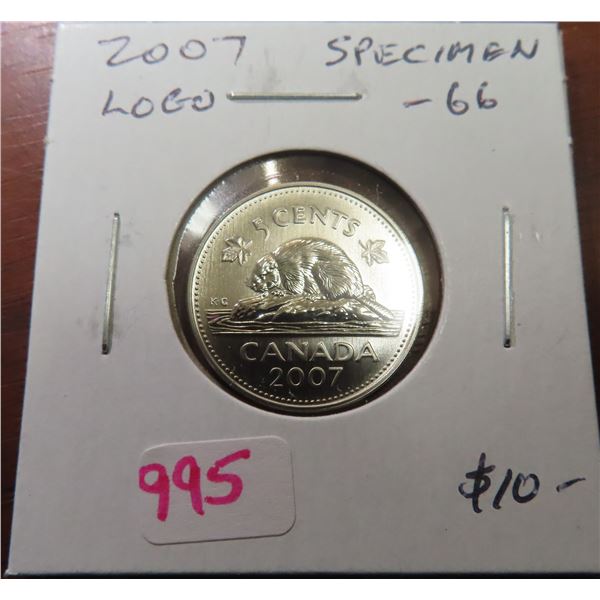 2007 SPECIMEN
LOGO -66
5 CENTS
KG
CANADA
2007
995
$10-